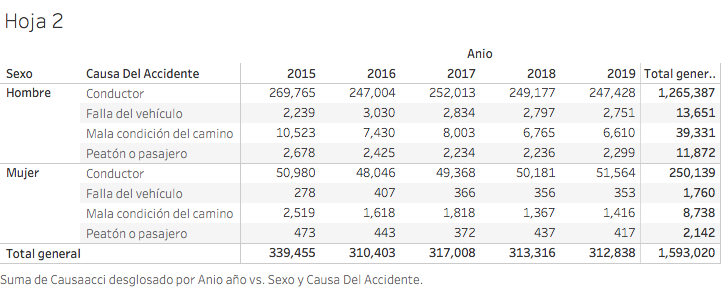 Hoja 2
Anio
Sexo Causa Del Accidente 2015 2016 2017 2018 2019 Total gener..
Hombre Conductor 269,765 247,004 252,013 249,177 247,428 1,265,387
Falla del vehículo 2,239 3,030 2,834 2,797 2,751 13,651
Mala condición del camino 10,523 7,430 8,003 6,765 6,610 39,331
Peatón o pasajero 2,678 2,425 2,234 2,236 2,299 11,872
Mujer Conductor 50,980 48,046 49,368 50,181 51,564 250,139
Falla del vehículo 278 407 366 356 353 1,760
Mala condición del camino 2,519 1,618 1,818 1,367 1,416 8,738
Peatón o pasajero 473 443 372 437 417 2,142
Total general 339,455 310,403 317,008 313,316 312,838 1,593,020
Suma de Causaacci desglosado por Anio año vs. Sexo y Causa Del Accidente.